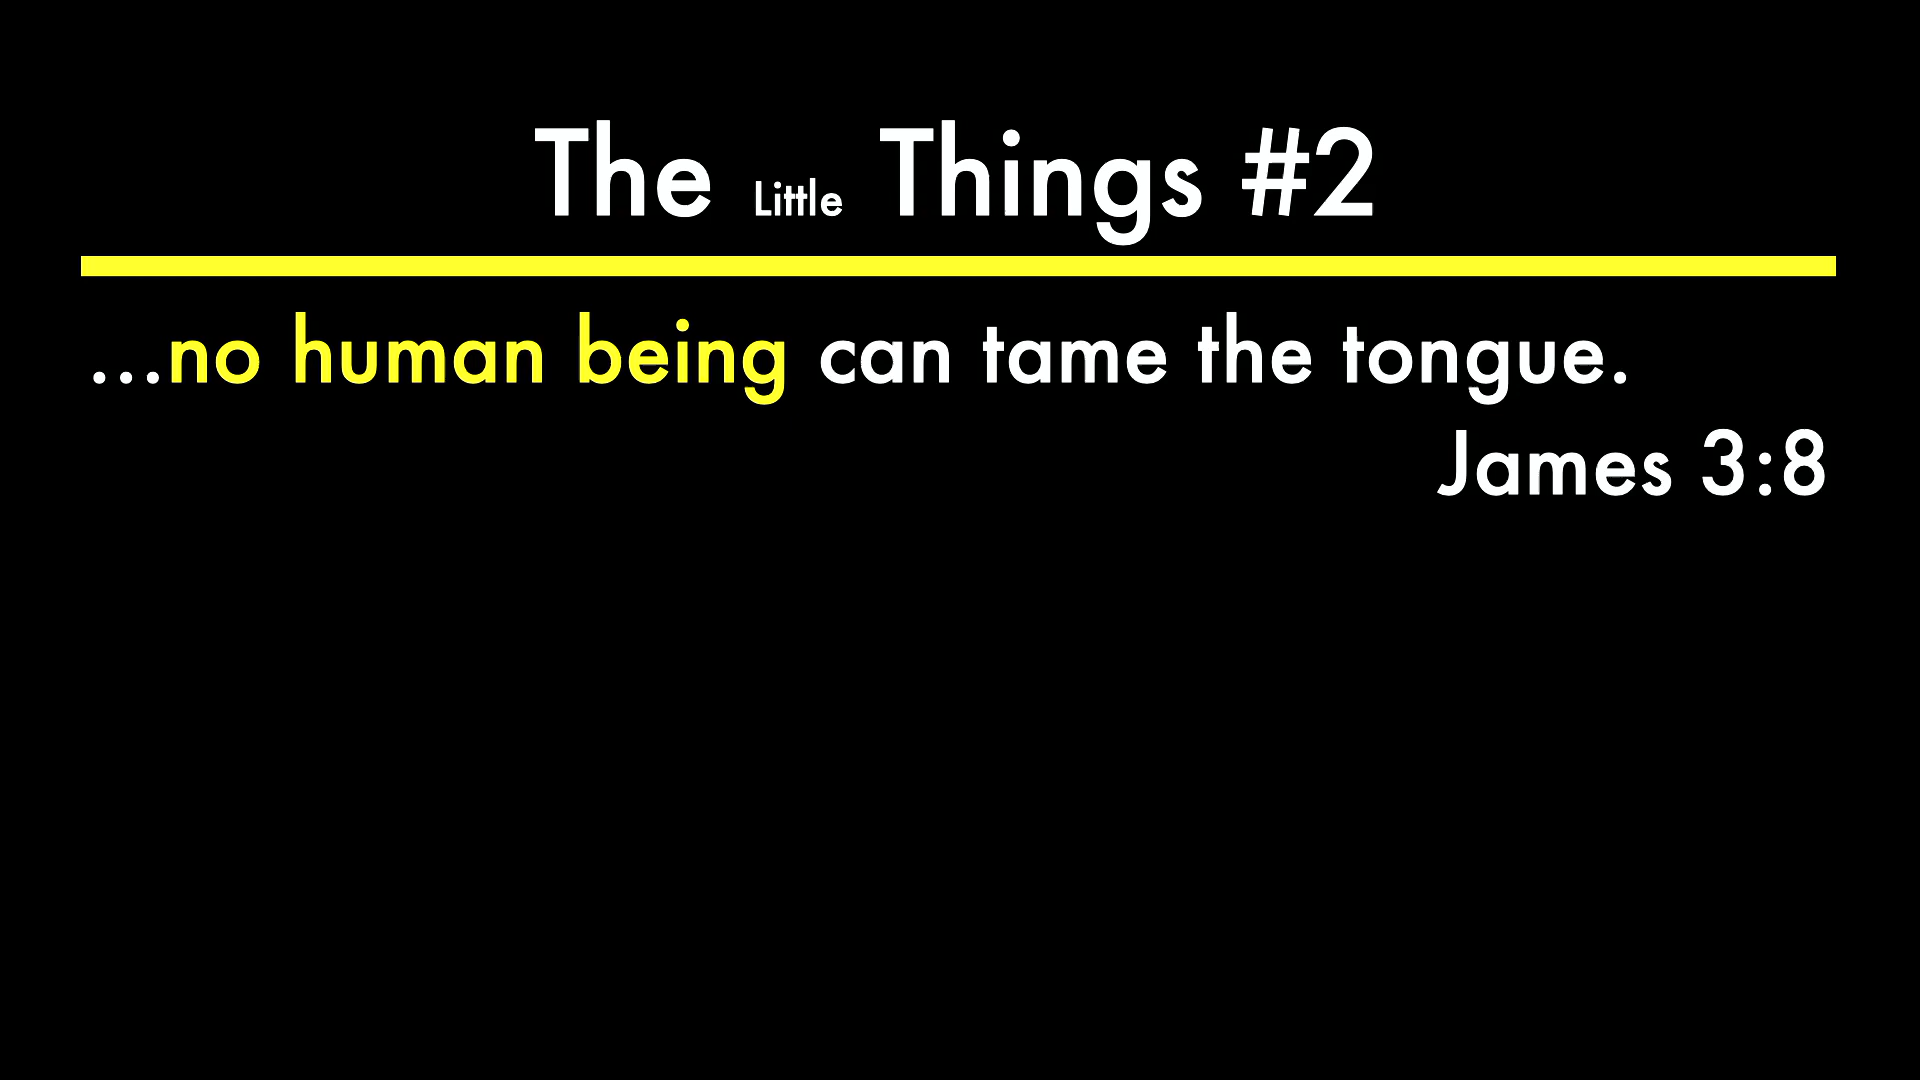 The Little Things #2
...no human being can tame the tongue.
James 3:8